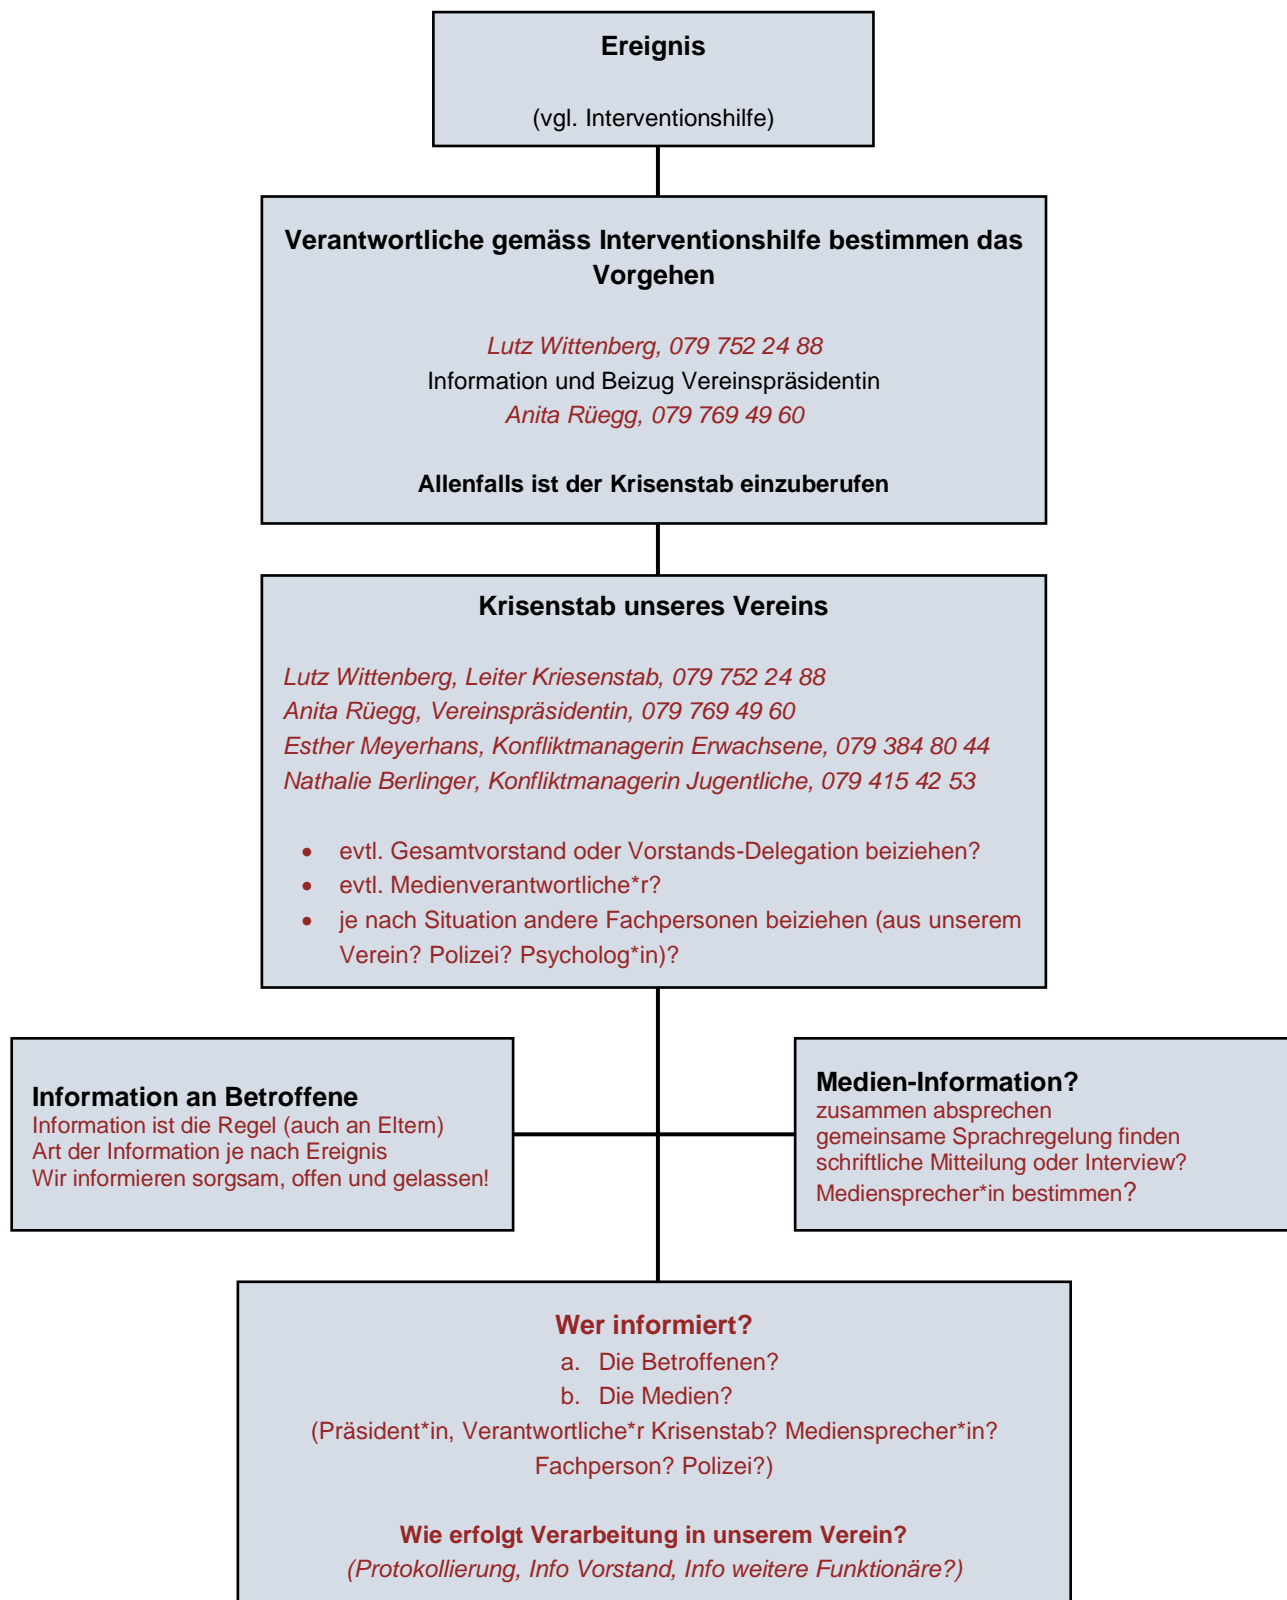 Ereignis
(vgl. Interventionshilfe)
Verantwortliche gemäss Interventionshilfe bestimmen das
Vorgehen
Lutz Wittenberg, 079 752 24 88
Information und Beizug Vereinspräsidentin
Anita Rüegg, 079 769 49 60
Allenfalls ist der Krisenstab einzuberufen
Krisenstab unseres Vereins
Lutz Wittenberg, Leiter Kriesenstab, 079 752 24 88
Anita Rüegg, Vereinspräsidentin, 079 769 49 60
Esther Meyerhans, Konfliktmanagerin Erwachsene, 079 384 80 44
Nathalie Berlinger, Konfliktmanagerin Jugentliche, 079 415 42 53
• evtl. Gesamtvorstand oder Vorstands-Delegation beiziehen?
• evtl. Medienverantwortliche*r?
• je nach Situation andere Fachpersonen beiziehen (aus unserem
Verein? Polizei? Psycholog*in)?
Information an Betroffene
Information ist die Regel (auch an Eltern)
Art der Information je nach Ereignis
Wir informieren sorgsam, offen und gelassen!
Medien-Information?
zusammen absprechen
gemeinsame Sprachregelung finden
schriftliche Mitteilung oder Interview?
Mediensprecher*in bestimmen?
Wer informiert?
a. Die Betroffenen?
b. Die Medien?
(Präsident*in, Verantwortliche*r Krisenstab? Mediensprecher*in?
Fachperson? Polizei?)
Wie erfolgt Verarbeitung in unserem Verein?
(Protokollierung, Info Vorstand, Info weitere Funktionäre?)